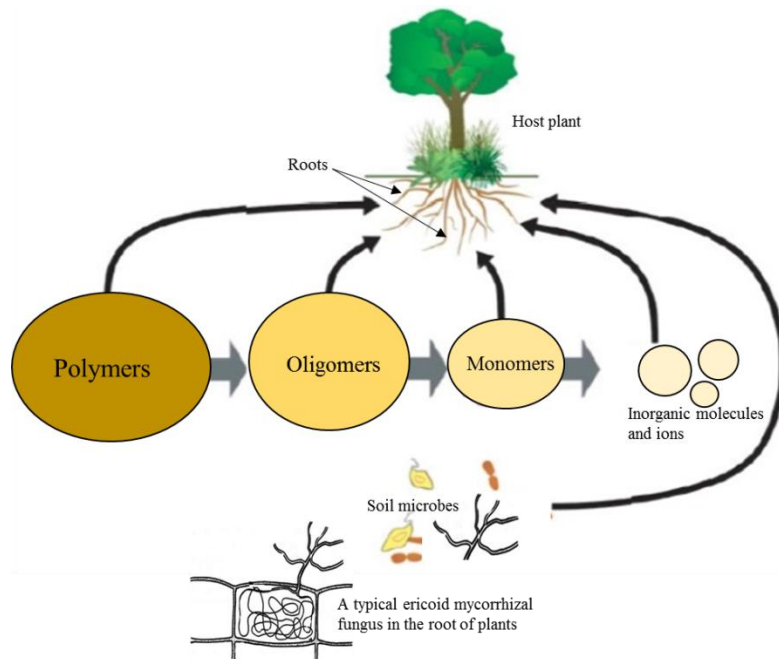 Host plant
Roots
Polymers
Oligomers
Monomers
Inorganic molecules
and ions
Soil microbes
A typical ericoid mycorrhizal
fungus in the root of plants